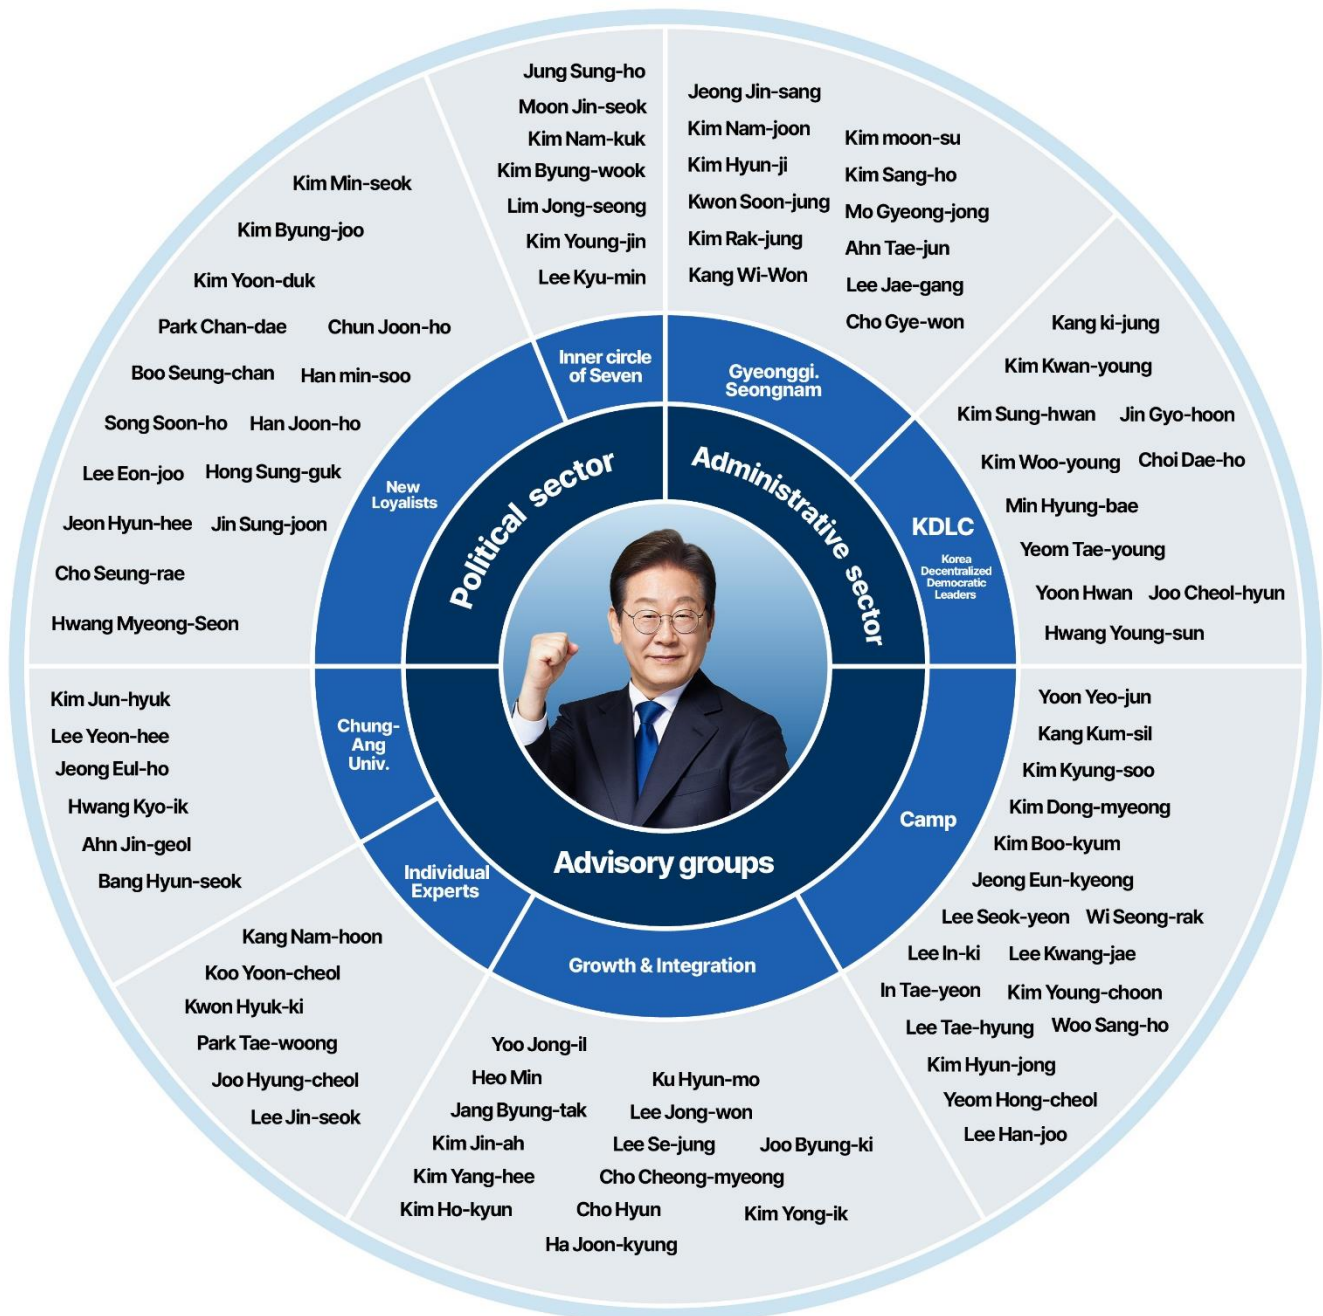 Jung Sung-ho
Moon Jin-seok
Kim Nam-kuk
Kim Byung-wook
Lim Jong-seong
Kim Young-jin
Lee Kyu-min
Inner circle
of Seven
Jeong Jin-sang
Kim Nam-joon
Kim Hyun-ji
Kwon Soon-jung
Kim Rak-jung
Kang Wi-Won
Kim moon-su
Kim Sang-ho
Mo Gyeong-jong
Ahn Tae-jun
Lee Jae-gang
Cho Gye-won
Gyeonggi.
Seongnam
Kang ki-jung
Kim Kwan-young
Kim Sung-hwan Jin Gyo-hoon
Kim Woo-young Choi Dae-ho
Min Hyung-bae
Yeom Tae-young
Yoon Hwan Joo Cheol-hyun
Hwang Young-sun
KDLC
Korea
Decentralized
Democratic
Leaders
Kim Min-seok
Kim Byung-joo
Kim Yoon-duk
Park Chan-dae Chun Joon-ho
Boo Seung-chan Han min-soo
Song Soon-ho Han Joon-ho
Lee Eon-joo Hong Sung-guk
Jeon Hyun-hee Jin Sung-joon
Cho Seung-rae
Hwang Myeong-Seon
New
Loyalists
Political sector
Administrative sector
Advisory groups
Chung-
Ang
Univ.
Kim Jun-hyuk
Lee Yeon-hee
Jeong Eul-ho
Hwang Kyo-ik
Ahn Jin-geol
Bang Hyun-seok
Individual
Experts
Kang Nam-hoon
Koo Yoon-cheol
Kwon Hyuk-ki
Park Tae-woong
Joo Hyung-cheol
Lee Jin-seok
Growth & Integration
Yoo Jong-il
Heo Min Ku Hyun-mo
Jang Byung-tak Lee Jong-won
Kim Jin-ah Lee Se-jung Joo Byung-ki
Kim Yang-hee Cho Cheong-myeong
Kim Ho-kyun Cho Hyun Kim Yong-ik
Ha Joon-kyung
Camp
Yoon Yeo-jun
Kang Kum-sil
Kim Kyung-soo
Kim Dong-myeong
Kim Boo-kyum
Jeong Eun-kyeong
Lee Seok-yeon Wi Seong-rak
Lee In-ki Lee Kwang-jae
In Tae-yeon Kim Young-choon
Lee Tae-hyung Woo Sang-ho
Kim Hyun-jong
Yeom Hong-cheol
Lee Han-joo